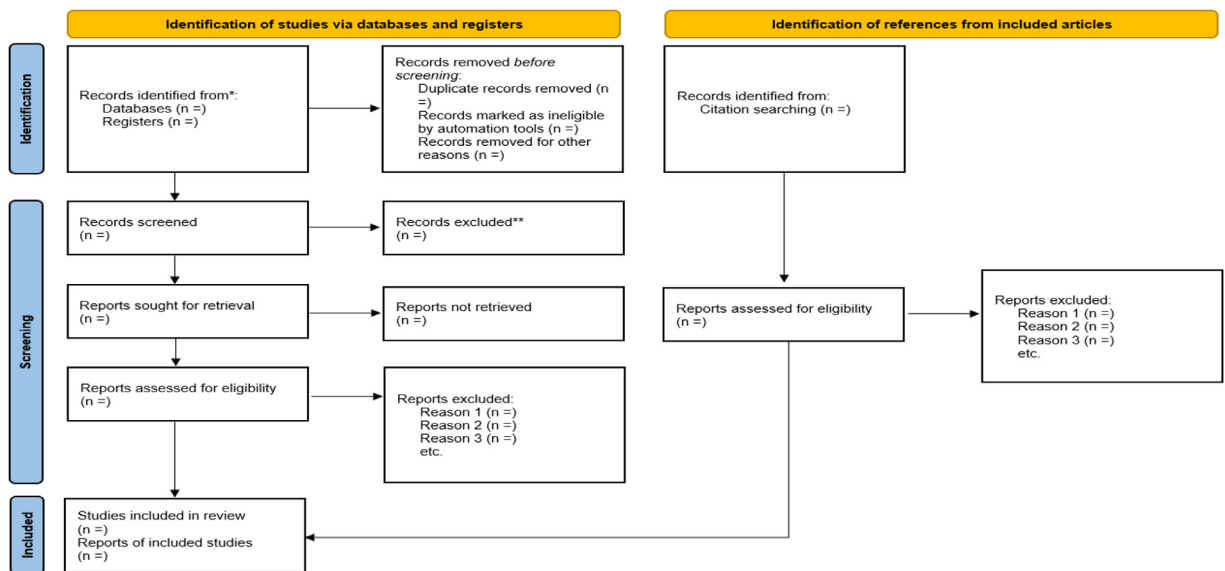 Identification of studies via databases and registers
Identification of references from included articles
Identification
Records identified from*:
Databases (n =)
Registers (n =)
Records removed before
screening:
Duplicate records removed (n
=)
Records marked as ineligible
by automation tools (n =)
Records removed for other
reasons (n =)
Records identified from:
Citation searching (n =)
Screening
Records screened
(n =)
Records excluded**
(n =)
Reports sought for retrieval
(n =)
Reports not retrieved
(n =)
Reports assessed for eligibility
(n =)
Reports excluded:
Reason 1 (n =)
Reason 2 (n =)
Reason 3 (n =)
etc.
Reports assessed for eligibility
(n =)
Reports excluded:
Reason 1 (n =)
Reason 2 (n =)
Reason 3 (n =)
etc.
Included
Studies included in review
(n =)
Reports of included studies
(n =)